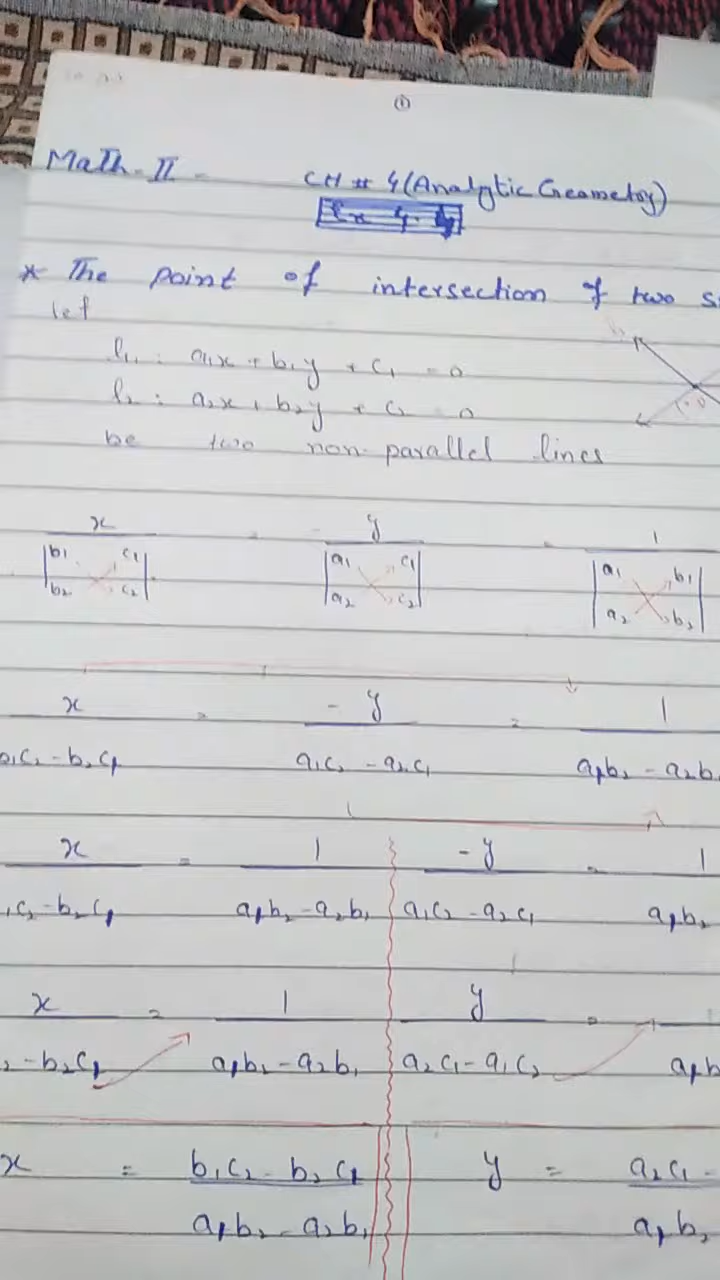 ①
Math-II - CH # 4 (Analytic Geometry)
Ex 4.4
* The point of intersection of two s
let
l₁ : a₁x + b₁y + c₁ = 0
l₂ : a₂x + b₂y + c₂ = 0
be two non-parallel lines
x = -y = 1
b₁ c₁ a₁ c₁ a₁ b₁
b₂ c₂ a₂ c₂ a₂ b₂
x = -y = 1
b₁c₂ - b₂c₁ a₁c₂ - a₂c₁ a₁b₂ - a₂b
x = 1 -y = 1
₁c₂ - b₂c₁ a₁b₂ - a₂b₁ a₁c₂ - a₂c₁ a₁b₂
x = 1 y =
₂ - b₂c₁ a₁b₂ - a₂b₁ a₂c₁ - a₁c₂ a₁b
x = b₁c₂ - b₂c₁ y = a₂c₁ -
a₁b₂ - a₂b₁ a₁b₂